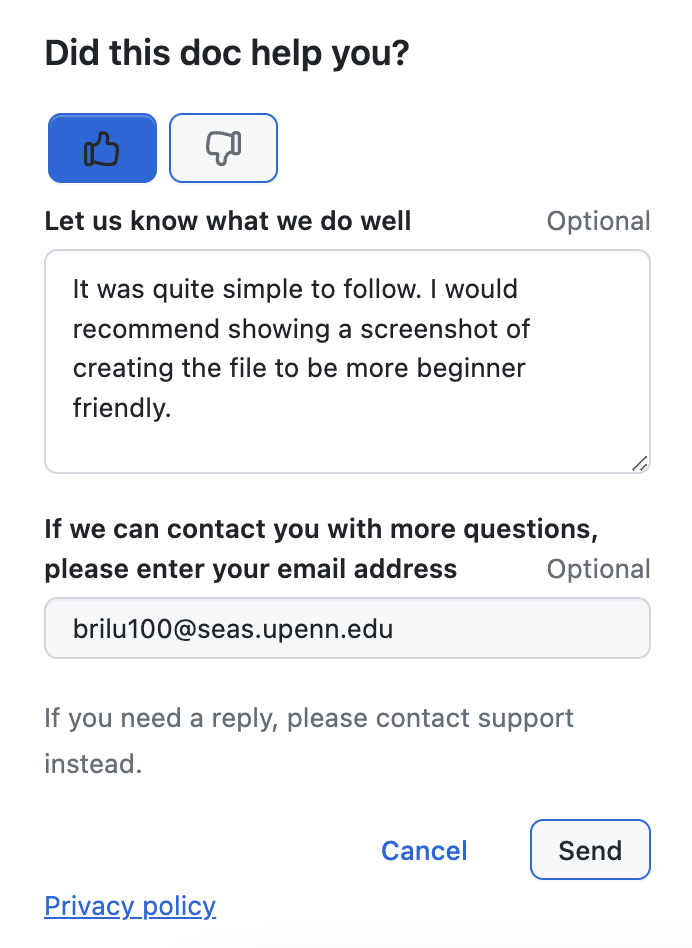 Did this doc help you?
Let us know what we do well
Optional
It was quite simple to follow. I would
recommend showing a screenshot of
creating the file to be more beginner
friendly.
If we can contact you with more questions,
please enter your email address
Optional
brilu100@seas.upenn.edu
If you need a reply, please contact support
instead.
Cancel
Send
Privacy policy